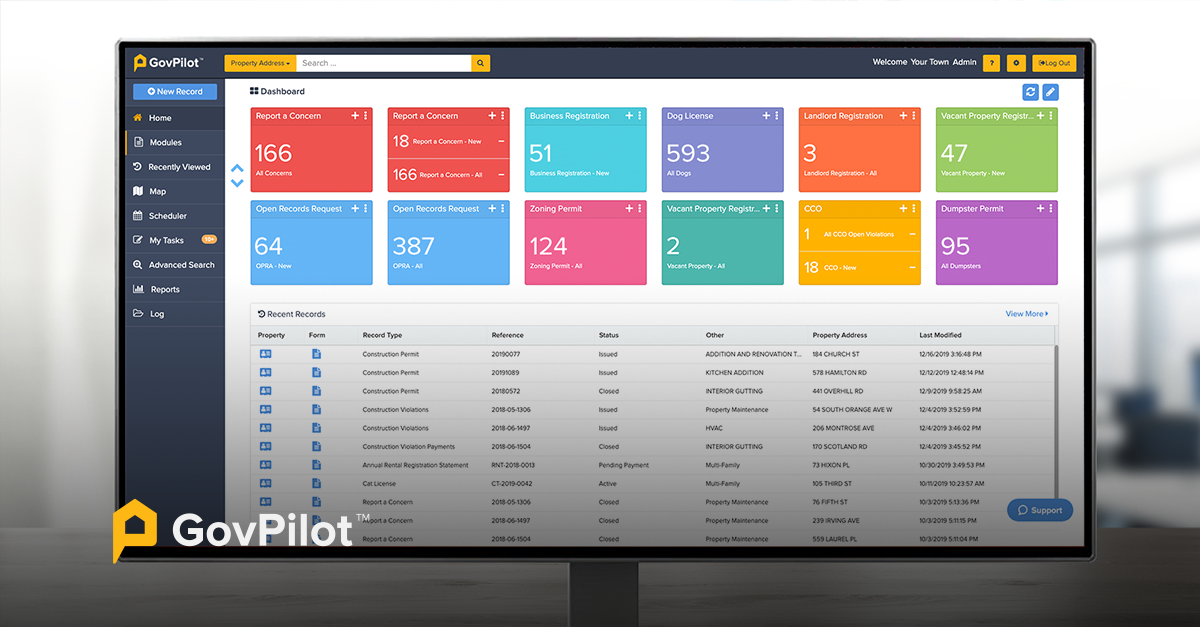 GovPilot™
Property Address
Search ...
Welcome Your Town Admin
?
Log Out
New Record
Home
Modules
Recently Viewed
Map
Scheduler
My Tasks 10+
Advanced Search
Reports
Log
Dashboard
Report a Concern
166
All Concerns
Report a Concern
18 Report a Concern - New
166 Report a Concern - All
Business Registration
51
Business Registration - New
Dog License
593
All Dogs
Landlord Registration
3
Landlord Registration - All
Vacant Property Registr...
47
Vacant Property - New
Open Records Request
64
OPRA - New
Open Records Request
387
OPRA - All
Zoning Permit
124
Zoning Permit - All
Vacant Property Registr...
2
Vacant Property - All
CCO
1 All CCO Open Violations
18 CCO - New
Dumpster Permit
95
All Dumpsters
Recent Records
View More
Property Form Record Type Reference Status Other Property Address Last Modified
Construction Permit 20190077 Issued ADDITION AND RENOVATION T... 184 CHURCH ST 12/16/2019 3:16:48 PM
Construction Permit 20191089 Issued KITCHEN ADDITION 578 HAMILTON RD 12/12/2019 12:48:14 PM
Construction Permit 20180572 Closed INTERIOR GUTTING 441 OVERHILL RD 12/9/2019 9:58:25 AM
Construction Violations 2018-05-1306 Issued Property Maintenance 54 SOUTH ORANGE AVE W 12/4/2019 3:52:59 PM
Construction Violations 2018-06-1497 Issued HVAC 206 MONTROSE AVE 12/4/2019 3:46:02 PM
Construction Violation Payments 2018-06-1504 Closed INTERIOR GUTTING 170 SCOTLAND RD 12/4/2019 3:45:52 PM
Annual Rental Registration Statement RNT-2018-0013 Pending Payment Multi-Family 73 HIXON PL 10/30/2019 3:49:53 PM
Cat License CT-2019-0042 Active Multi-Family 105 THIRD ST 10/11/2019 10:23:57 AM
Report a Concern 2018-05-1306 Closed Property Maintenance 76 FIFTH ST 10/3/2019 5:13:36 PM
Report a Concern 2018-06-1497 Closed Property Maintenance 239 IRVING AVE 10/3/2019 5:11:15 PM
Report a Concern 2018-06-1504 Closed Property Maintenance 559 LAUREL PL 10/3/2019 5:11:04 PM
Support
GovPilot™